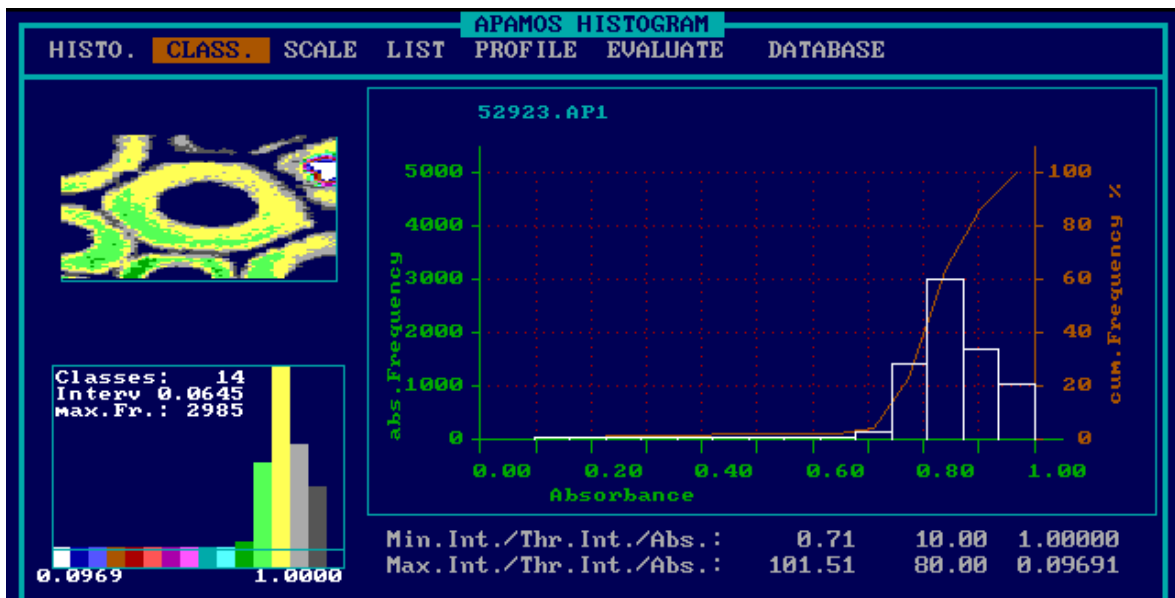 APAMOS HISTOGRAM
HISTO. CLASS. SCALE LIST PROFILE EVALUATE DATABASE
52923.AP1
5000
4000
3000
2000
1000
0
abs.Frequency
100
80
60
40
20
0
cum.Frequency %
0.00 0.20 0.40 0.60 0.80 1.00
Absorbance
Classes: 14
Interv 0.0645
max.Fr.: 2985
0.0969 1.0000
Min.Int./Thr.Int./Abs.: 0.71 10.00 1.00000
Max.Int./Thr.Int./Abs.: 101.51 80.00 0.09691